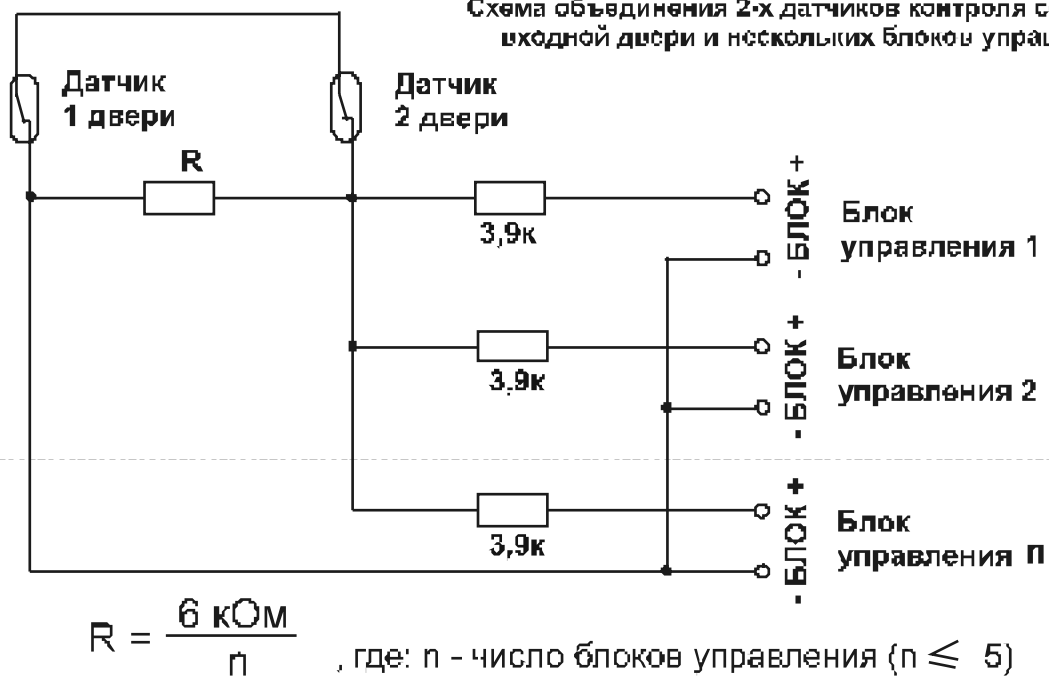 Схема объединения 2-х датчиков контроля с
входной двери и нескольких блоков упра
Датчик
1 двери
Датчик
2 двери
R
3,9к
- БЛОК +
Блок
управления 1
3,9к
- БЛОК +
Блок
управления 2
3,9к
- БЛОК +
Блок
управления n
R = 6 кОм
n
, где: n - число блоков управления (n ≤ 5)